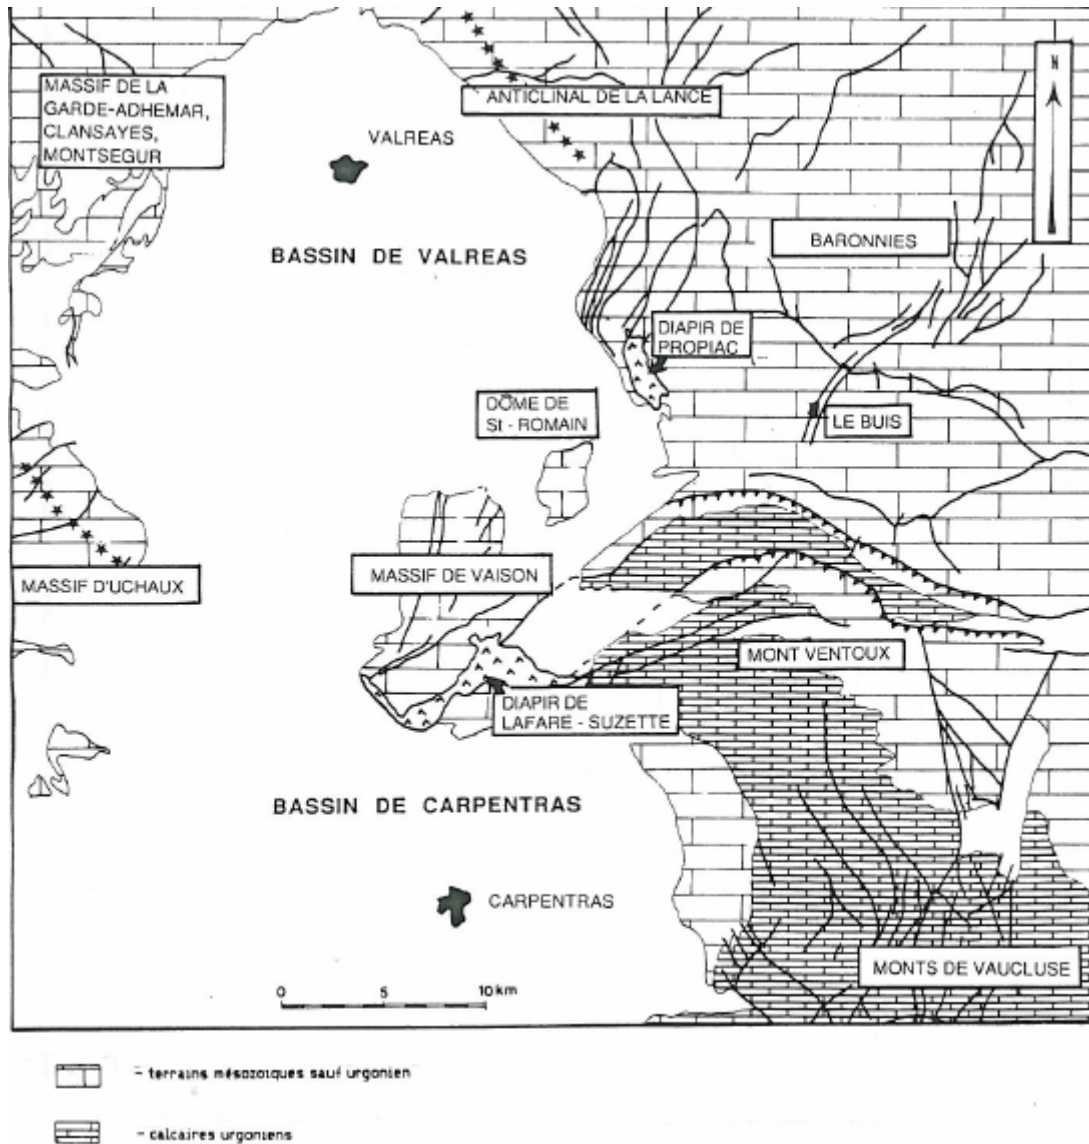 N
MASSIF DE LA
GARDE-ADHEMAR,
CLANSAYES,
MONTSEGUR
ANTICLINAL DE LA LANCE
VALREAS
BARONNIES
BASSIN DE VALREAS
DIAPIR DE
PROPIAC
DÔME DE
St - ROMAIN
LE BUIS
MASSIF DE VAISON
MASSIF D'UCHAUX
MONT VENTOUX
DIAPIR DE
LAFARE - SUZETTE
BASSIN DE CARPENTRAS
CARPENTRAS
MONTS DE VAUCLUSE
0 5 10 km
- terrains mésozoïques sauf urgonien
- calcaires urgoniens